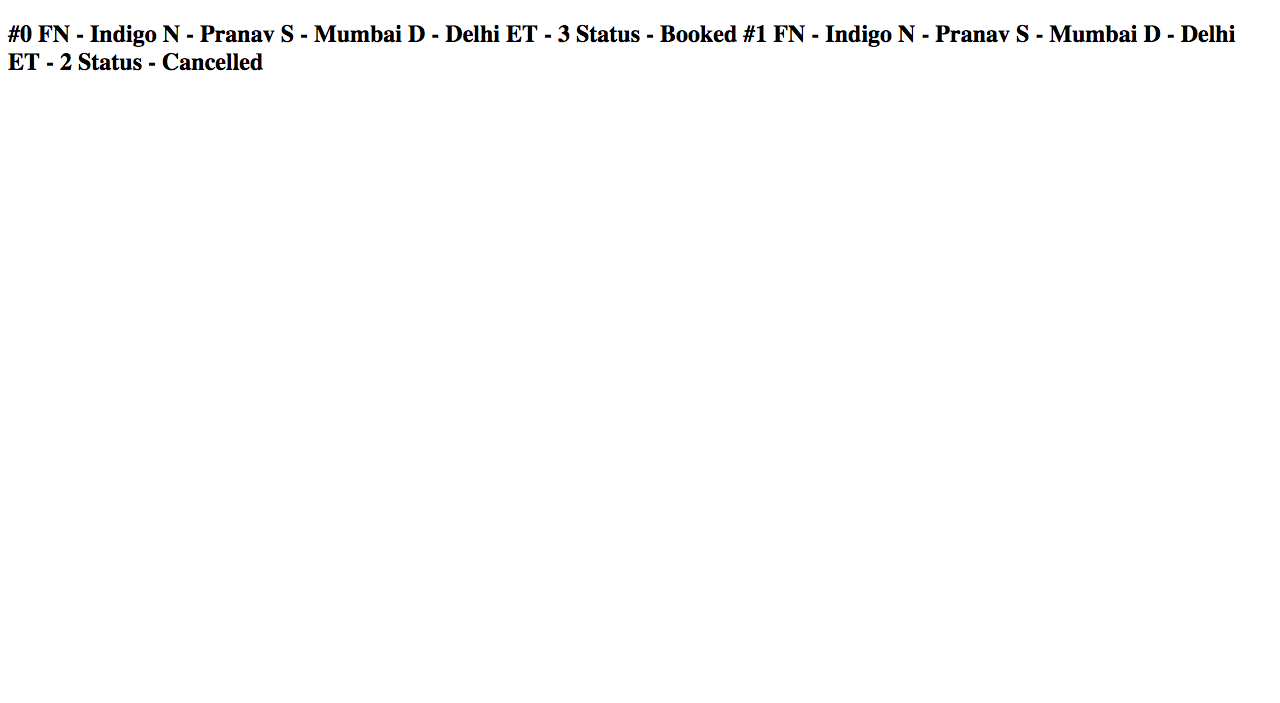 #0 FN - Indigo N - Pranav S - Mumbai D - Delhi ET - 3 Status - Booked #1 FN - Indigo N - Pranav S - Mumbai D - Delhi
ET - 2 Status - Cancelled